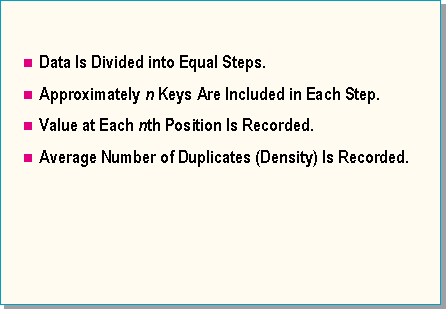 Data Is Divided into Equal Steps.
Approximately n Keys Are Included in Each Step.
Value at Each nth Position Is Recorded.
Average Number of Duplicates (Density) Is Recorded.